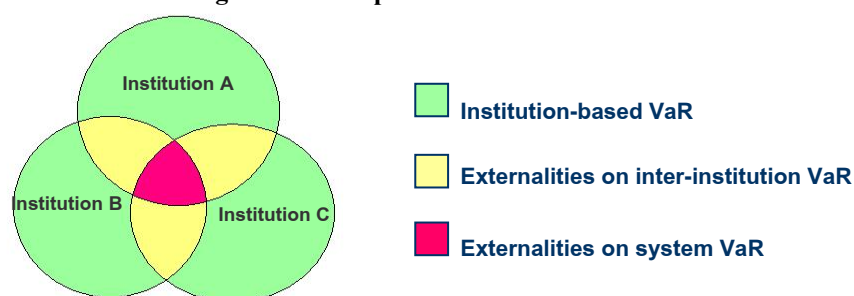 Institution A
Institution B
Institution C
Institution-based VaR
Externalities on inter-institution VaR
Externalities on system VaR